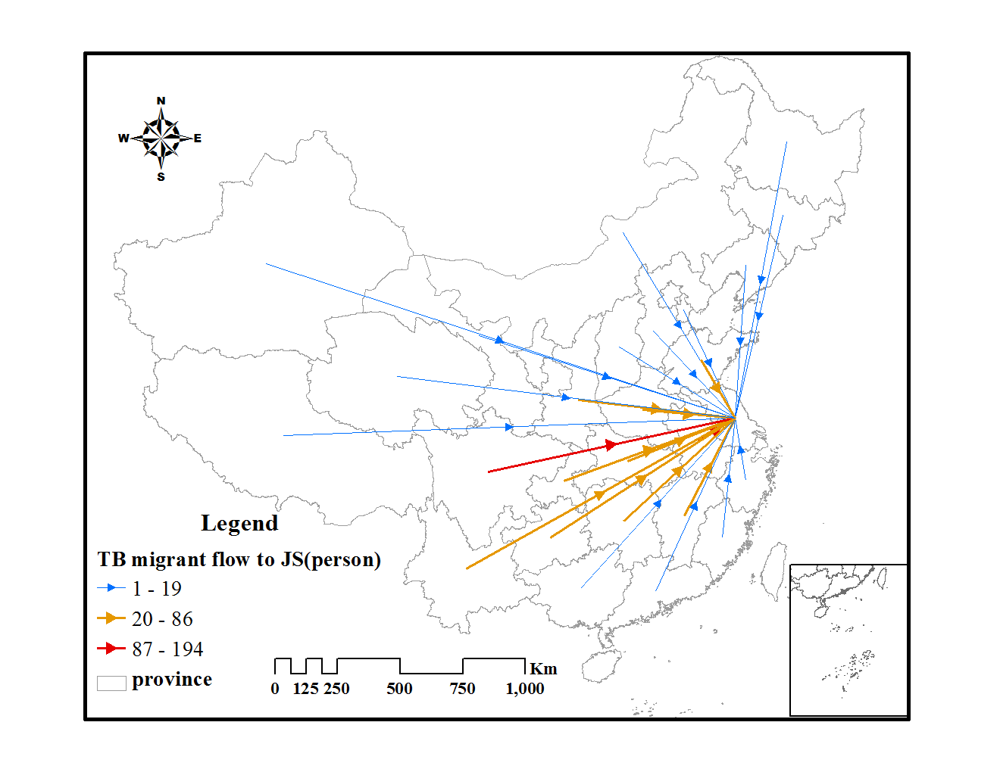 N
W E
S
Legend
TB migrant flow to JS(person)
1 - 19
20 - 86
87 - 194
province
Km
0 125 250 500 750 1,000